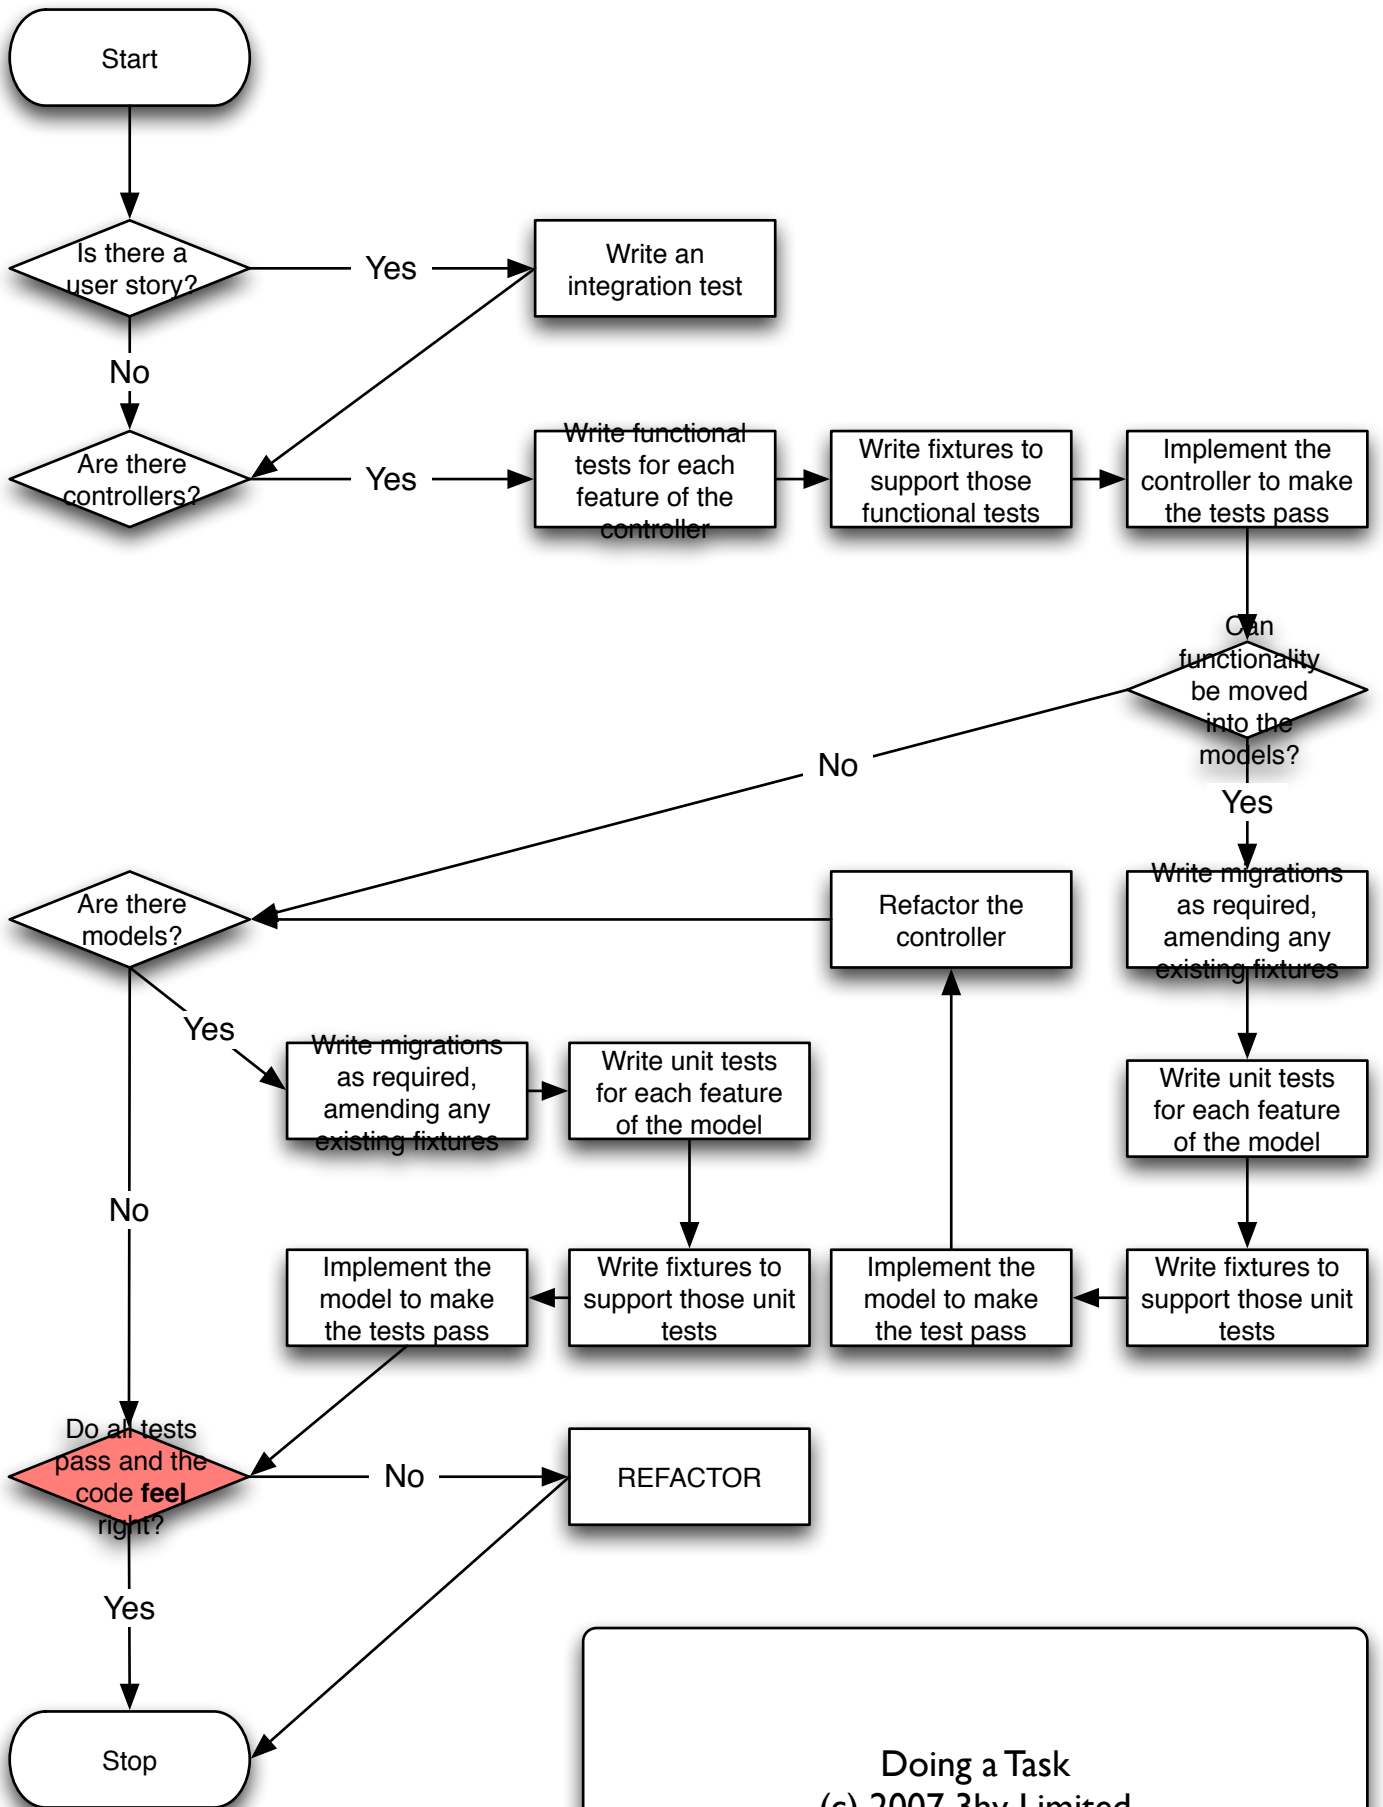 Start
Is there a
user story?
Yes
Write an
integration test
No
Are there
controllers?
Yes
Write functional
tests for each
feature of the
controller
Write fixtures to
support those
functional tests
Implement the
controller to make
the tests pass
Can
functionality
be moved
into the
models?
No
Yes
Are there
models?
Refactor the
controller
Write migrations
as required,
amending any
existing fixtures
Yes
Write migrations
as required,
amending any
existing fixtures
Write unit tests
for each feature
of the model
Write unit tests
for each feature
of the model
No
Implement the
model to make
the tests pass
Write fixtures to
support those unit
tests
Implement the
model to make
the test pass
Write fixtures to
support those unit
tests
Do all tests
pass and the
code feel
right?
No
REFACTOR
Yes
Stop
Doing a Task
(c) 2007 3hv Limited